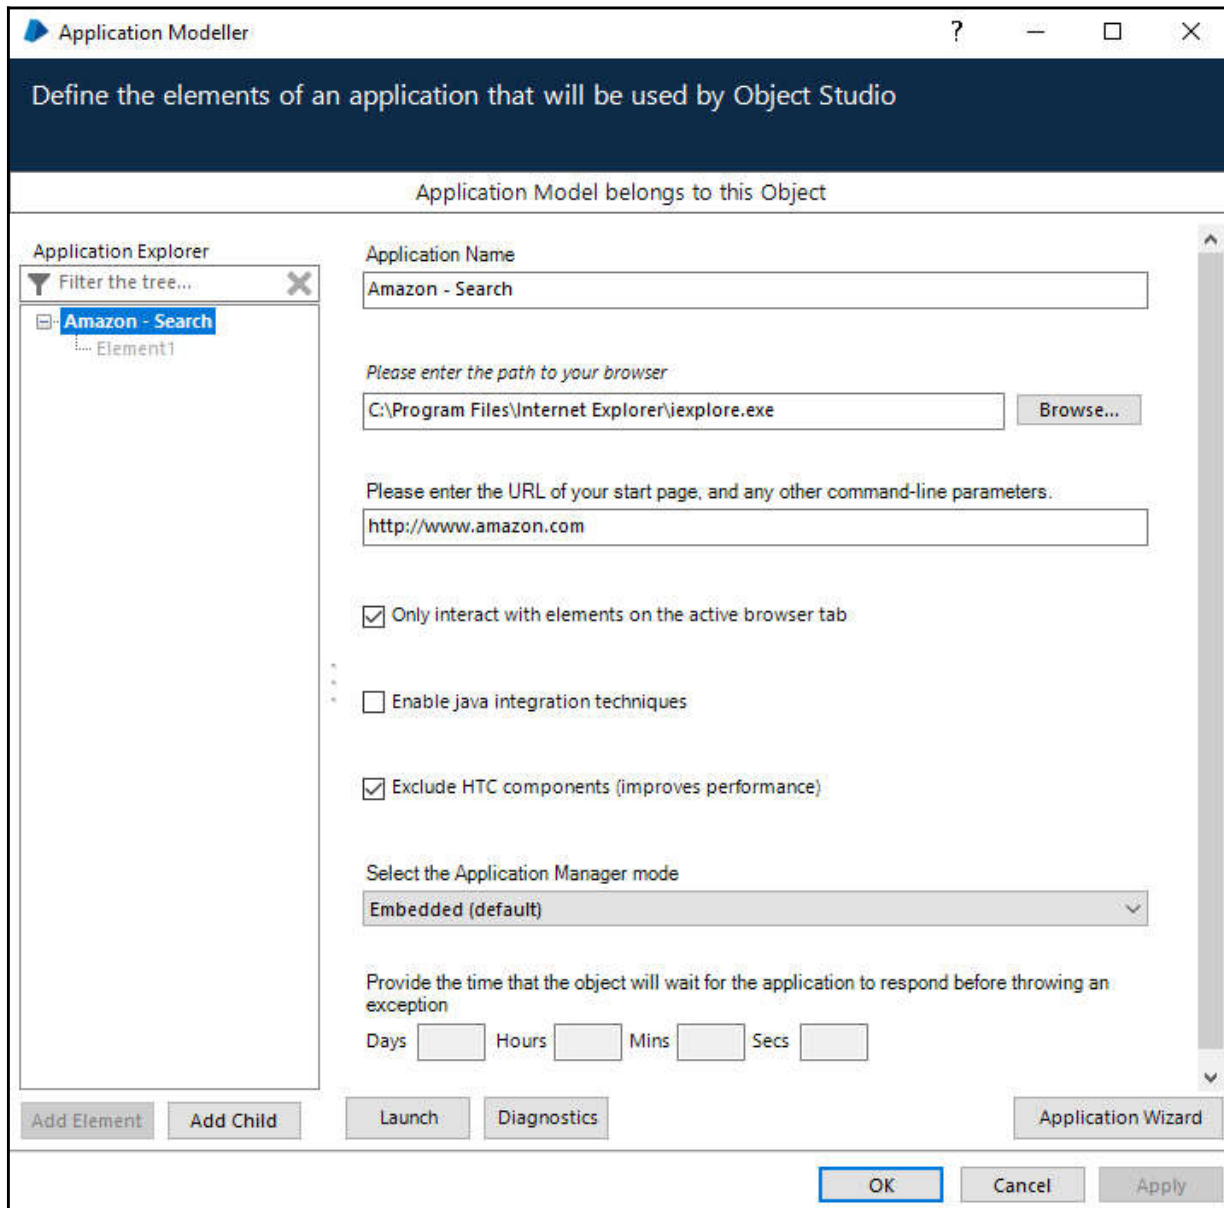 Application Modeller
?
Define the elements of an application that will be used by Object Studio
Application Model belongs to this Object
Application Explorer
Filter the tree...
Amazon - Search
Element1
Application Name
Amazon - Search
Please enter the path to your browser
C:\Program Files\Internet Explorer\iexplore.exe
Browse...
Please enter the URL of your start page, and any other command-line parameters.
http://www.amazon.com
Only interact with elements on the active browser tab
Enable java integration techniques
Exclude HTC components (improves performance)
Select the Application Manager mode
Embedded (default)
Provide the time that the object will wait for the application to respond before throwing an
exception
Days Hours Mins Secs
Add Element Add Child Launch Diagnostics Application Wizard
OK Cancel Apply